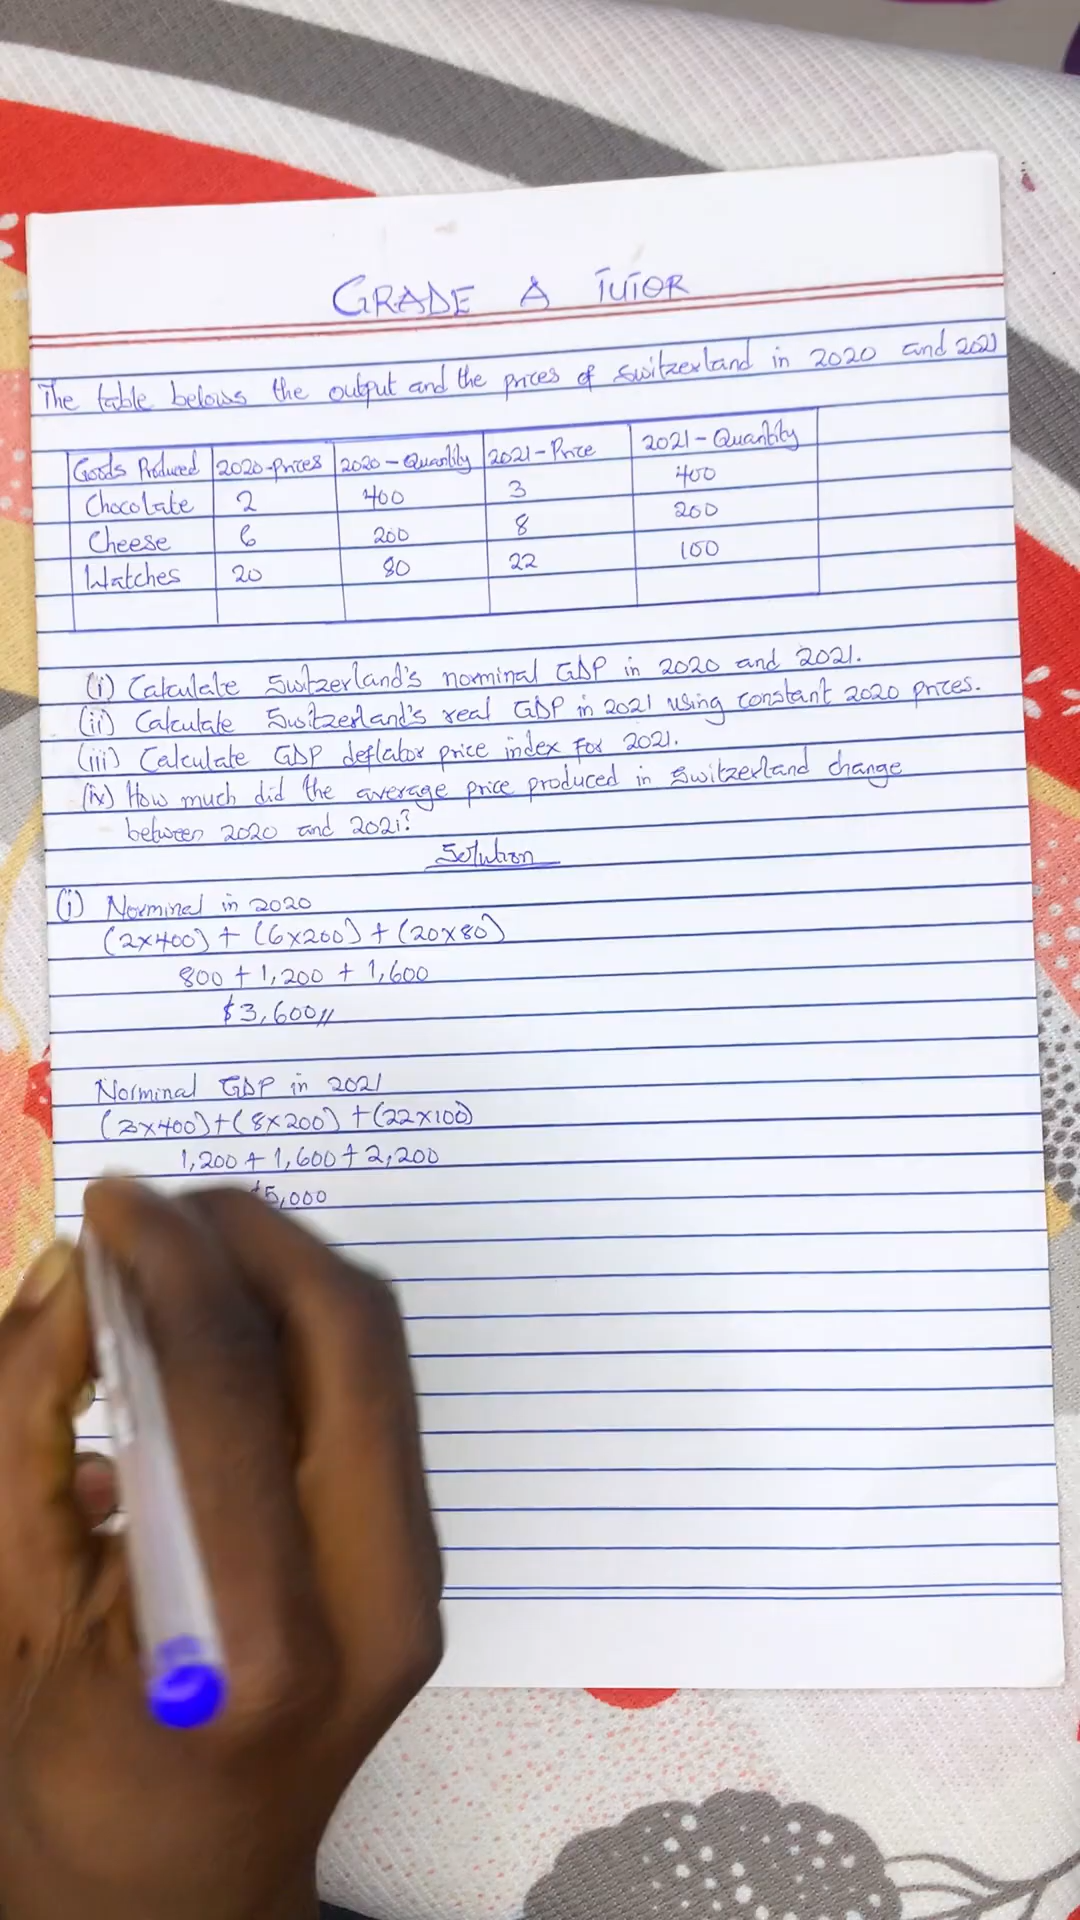 GRADE A TUTOR
The table belows the output and the prices of Switzerland in 2020 and 2021
Goods Produced 2020-prices 2020-Quantity 2021-Price 2021-Quantity
Chocolate 2 400 3 400
Cheese 6 200 8 200
Watches 20 80 22 100
(i) Calculate Switzerland's norminal GDP in 2020 and 2021.
(ii) Calculate Switzerland's real GDP in 2021 using constant 2020 prices.
(iii) Calculate GDP deflator price index for 2021.
(iv) How much did the average price produced in Switzerland change
between 2020 and 2021?
Solution
(i) Norminal in 2020
(2x400) + (6x200) + (20x80)
800 + 1,200 + 1,600
$3,600//
Norminal GDP in 2021
(3x400)+(8x200)+(22x100)
1,200 + 1,600 + 2,200
$5,000